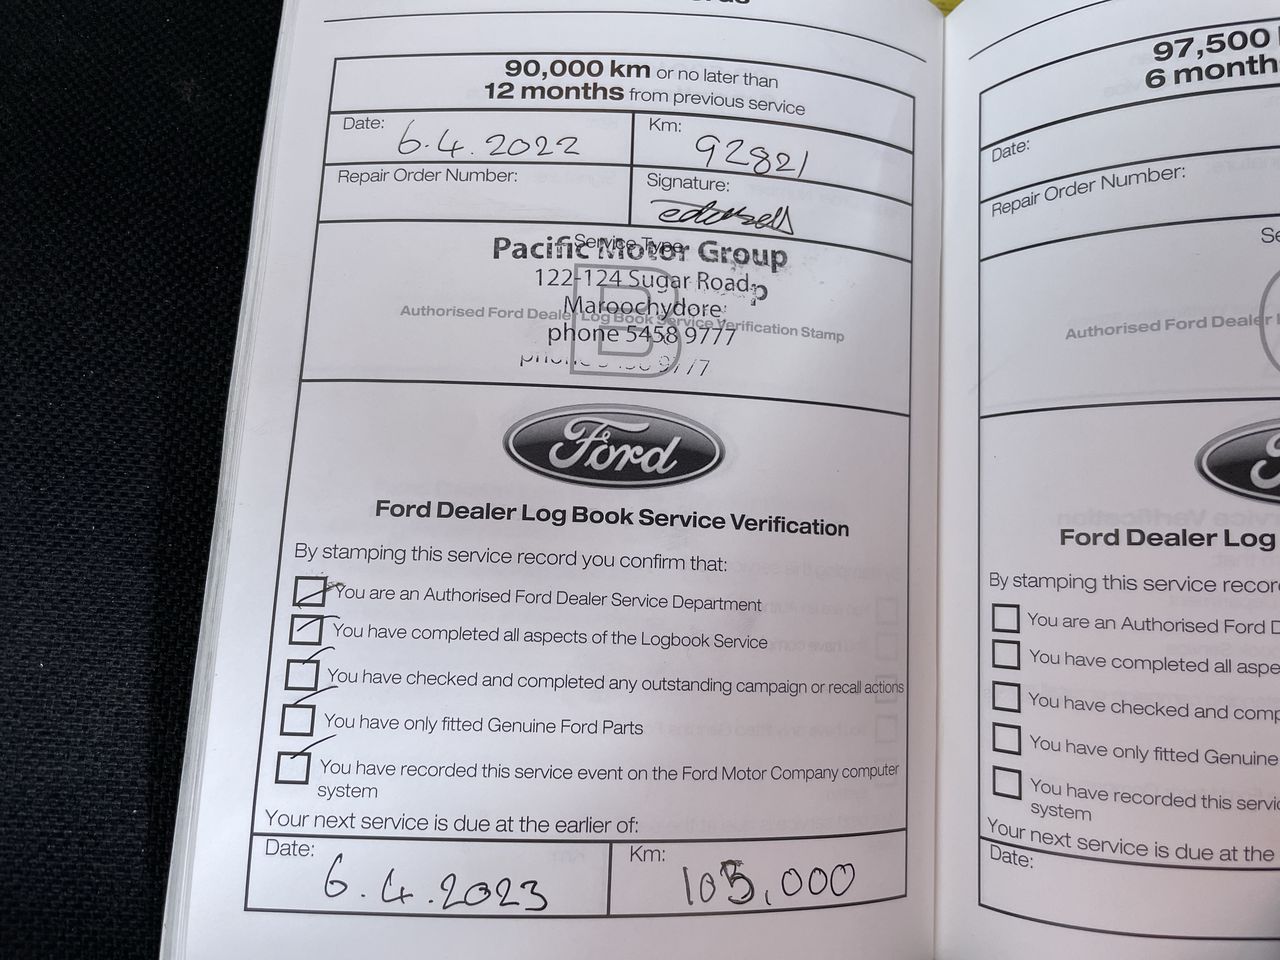 90,000 km or no later than
12 months from previous service
Date: 6.4.2022
Km: 92821
Repair Order Number:
Signature:
Service Type
Pacific Motor Group
122-124 Sugar Road
Maroochydore
Authorised Ford Dealer Log Book Service Verification Stamp
B
phone 5458 9777
Ford
Ford Dealer Log Book Service Verification
By stamping this service record you confirm that:
You are an Authorised Ford Dealer Service Department
You have completed all aspects of the Logbook Service
You have checked and completed any outstanding campaign or recall actions
You have only fitted Genuine Ford Parts
You have recorded this service event on the Ford Motor Company computer
system
Your next service is due at the earlier of:
Date: 6.4.2023
Km: 105,000
97,500
6 month
Date:
Repair Order Number:
Se
Authorised Ford Dealer
Ford Dealer Log
By stamping this service recor
You are an Authorised Ford D
You have completed all aspe
You have checked and comp
You have only fitted Genuine
You have recorded this servic
system
Your next service is due at the
Date: